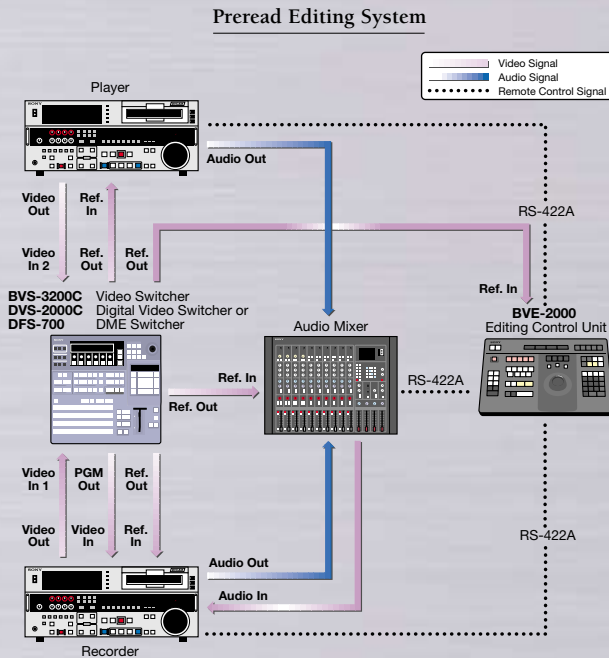 Preread Editing System
Video Signal
Audio Signal
Remote Control Signal
Player
SONY
Audio Out
Video Out
Ref. In
RS-422A
Video In 2
Ref. Out
Ref. Out
Ref. In
BVS-3200C Video Switcher
DVS-2000C Digital Video Switcher or
DFS-700 DME Switcher
Audio Mixer
BVE-2000
Editing Control Unit
Ref. In
RS-422A
Ref. Out
Video In 1
PGM Out
Ref. Out
Video Out
Video In
Ref. In
RS-422A
Audio Out
Audio In
SONY
Recorder